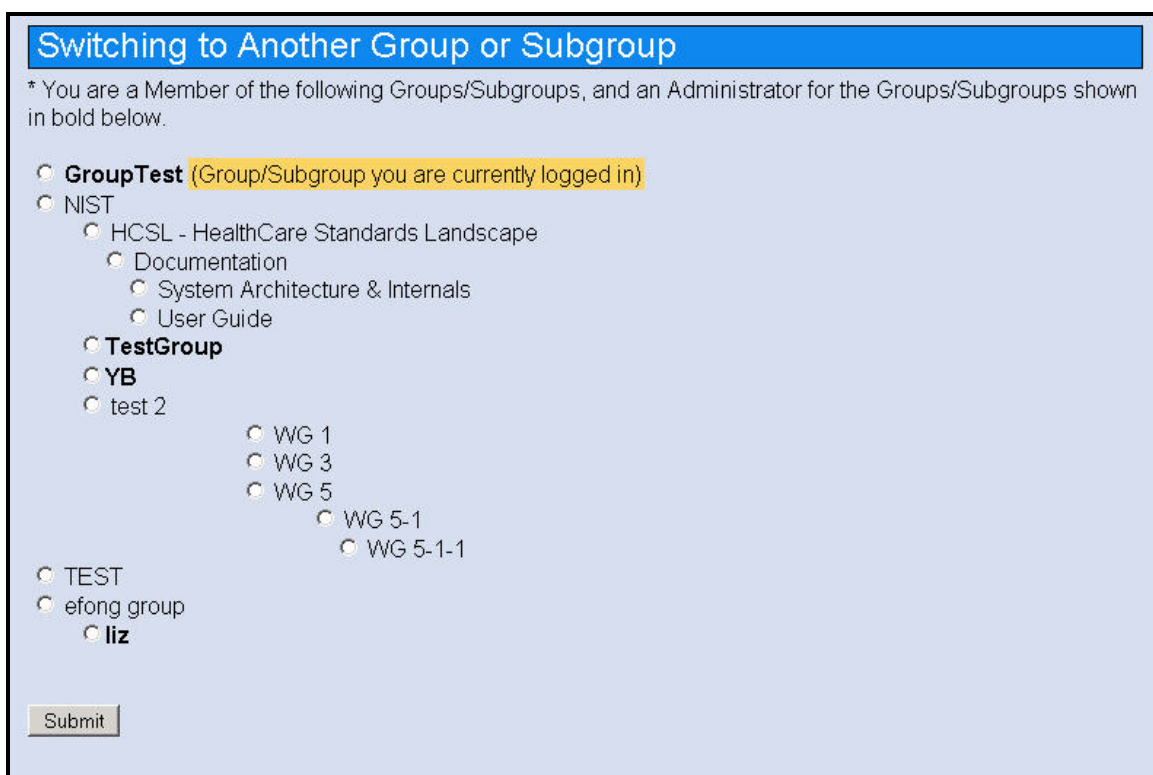 Switching to Another Group or Subgroup
* You are a Member of the following Groups/Subgroups, and an Administrator for the Groups/Subgroups shown
in bold below.
GroupTest (Group/Subgroup you are currently logged in)
NIST
HCSL - HealthCare Standards Landscape
Documentation
System Architecture & Internals
User Guide
TestGroup
YB
test 2
WG 1
WG 3
WG 5
WG 5-1
WG 5-1-1
TEST
efong group
liz
Submit